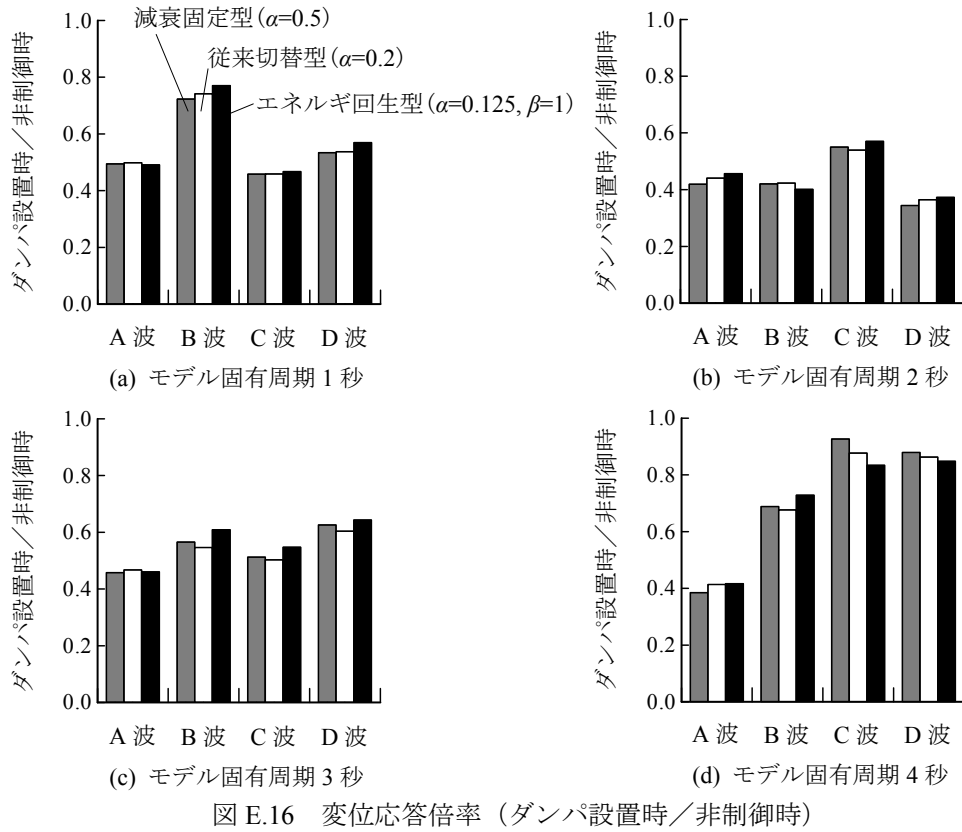 ダンパ設置時／非制御時
1.0
0.8
0.6
0.4
0.2
0.0
減衰固定型(α=0.5)
従来切替型(α=0.2)
エネルギ回生型(α=0.125, β=1)
A 波 B 波 C 波 D 波
(a) モデル固有周期 1 秒
ダンパ設置時／非制御時
1.0
0.8
0.6
0.4
0.2
0.0
A 波 B 波 C 波 D 波
(b) モデル固有周期 2 秒
ダンパ設置時／非制御時
1.0
0.8
0.6
0.4
0.2
0.0
A 波 B 波 C 波 D 波
(c) モデル固有周期 3 秒
ダンパ設置時／非制御時
1.0
0.8
0.6
0.4
0.2
0.0
A 波 B 波 C 波 D 波
(d) モデル固有周期 4 秒
図 E.16 変位応答倍率（ダンパ設置時／非制御時）